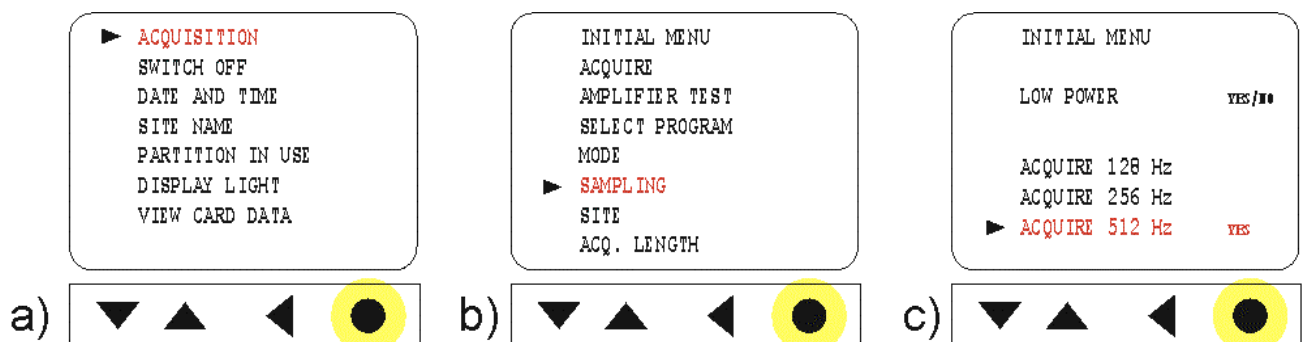 ACQUISITION
SWITCH OFF
DATE AND TIME
SITE NAME
PARTITION IN USE
DISPLAY LIGHT
VIEW CARD DATA
a)
INITIAL MENU
ACQUIRE
AMPLIFIER TEST
SELECT PROGRAM
MODE
SAMPLING
SITE
ACQ. LENGTH
b)
INITIAL MENU
LOW POWER YES/NO
ACQUIRE 128 Hz
ACQUIRE 256 Hz
ACQUIRE 512 Hz YES
c)